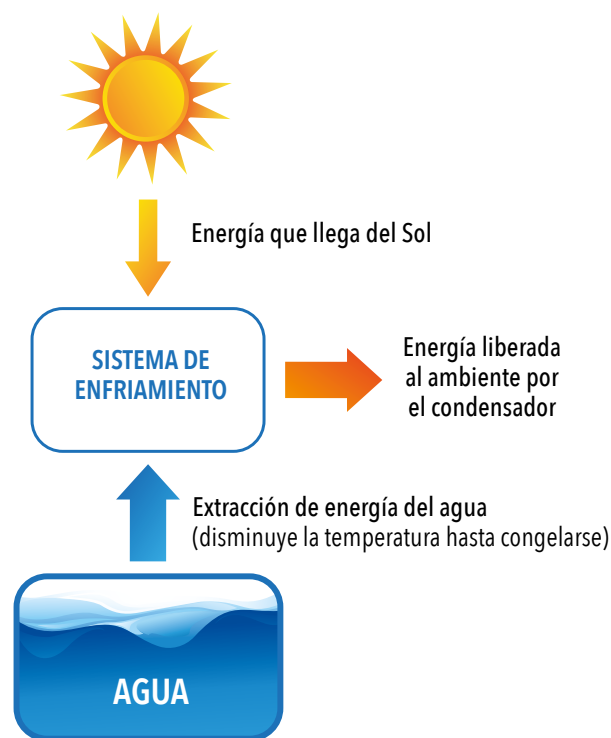 Energía que llega del Sol
SISTEMA DE
ENFRIAMIENTO
Energía liberada
al ambiente por
el condensador
Extracción de energía del agua
(disminuye la temperatura hasta congelarse)
AGUA